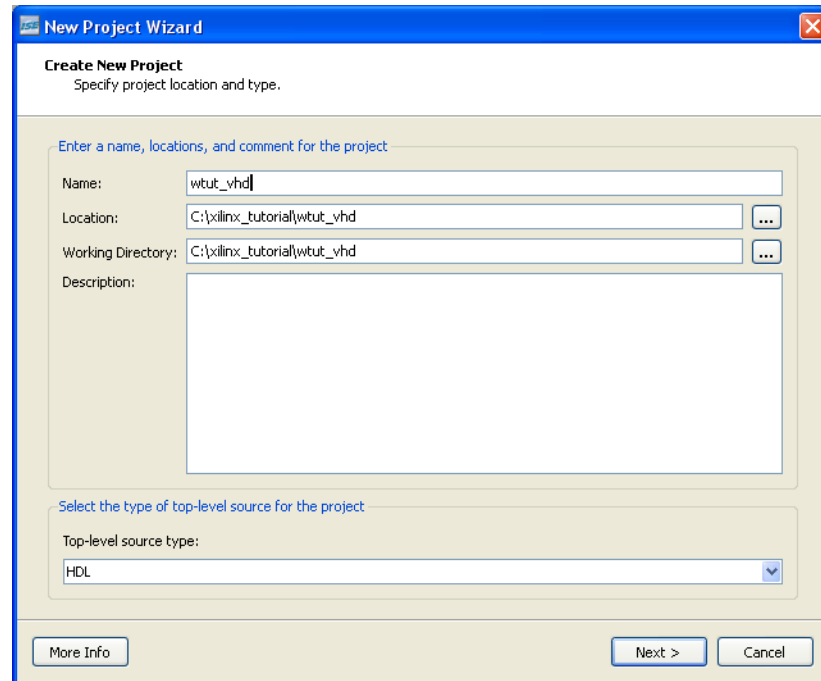 ISE New Project Wizard
Create New Project
Specify project location and type.
Enter a name, locations, and comment for the project
Name: wtut_vhd
Location: C:\xilinx_tutorial\wtut_vhd ...
Working Directory: C:\xilinx_tutorial\wtut_vhd ...
Description:
Select the type of top-level source for the project
Top-level source type:
HDL
More Info Next > Cancel